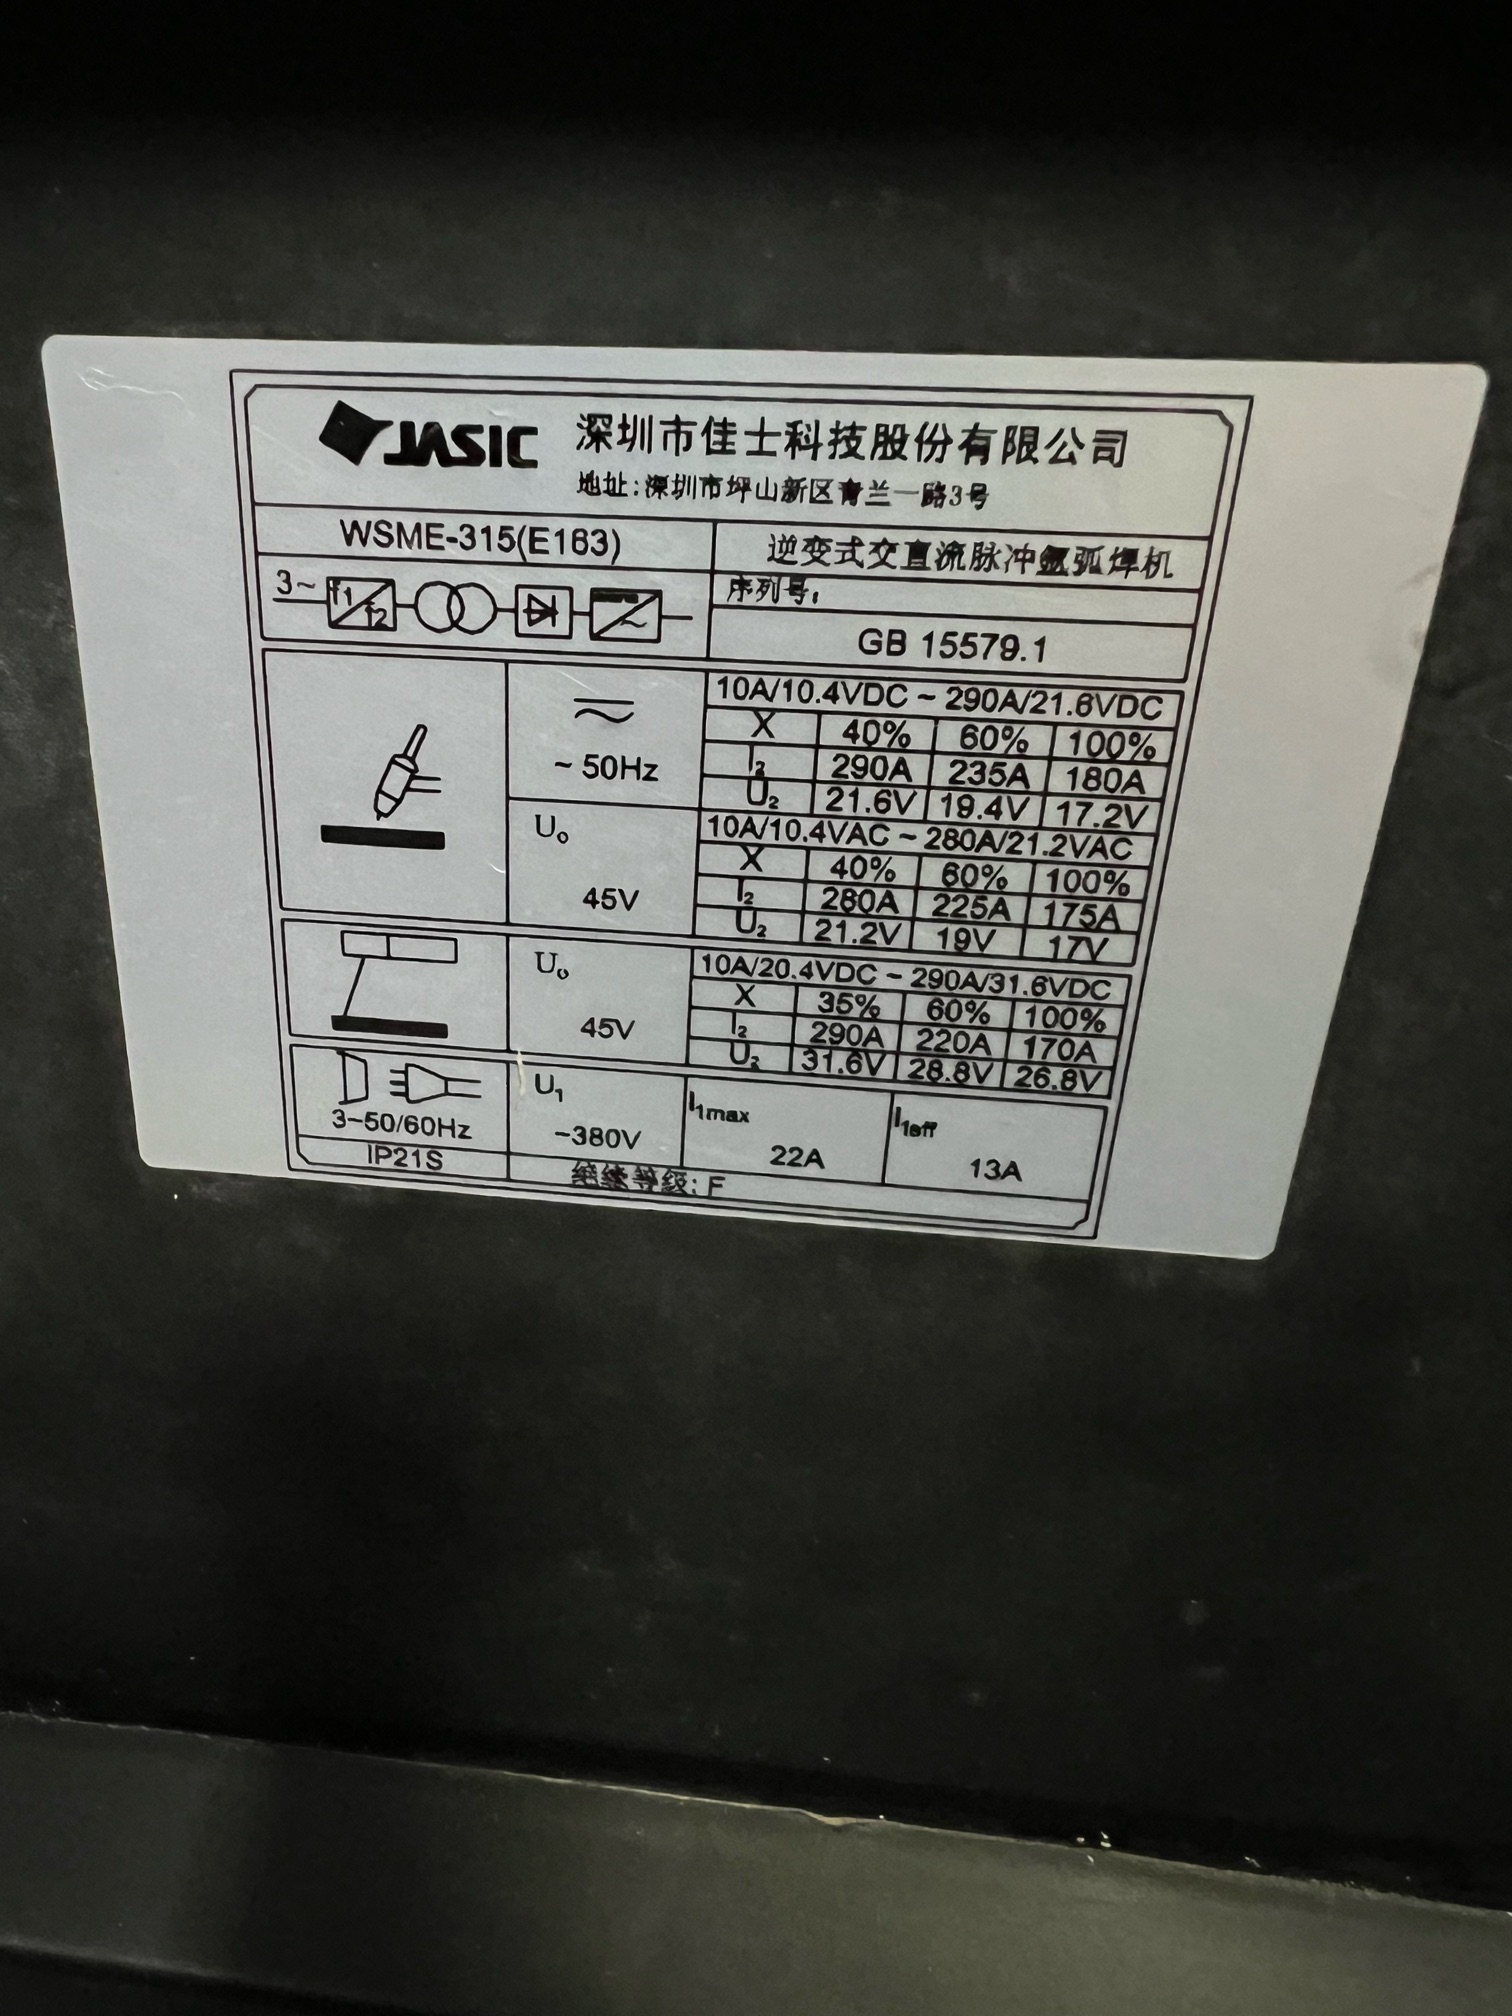 JASIC 深圳市佳士科技股份有限公司
地址:深圳市坪山新区青兰一路3号
WSME-315(E163) 逆变式交直流脉冲氩弧焊机
3~ f1 f2 序列号:
GB 15579.1
10A/10.4VDC ~ 290A/21.6VDC
X 40% 60% 100%
~ 50Hz I2 290A 235A 180A
U2 21.6V 19.4V 17.2V
U0 10A/10.4VAC ~ 280A/21.2VAC
X 40% 60% 100%
45V I2 280A 225A 175A
U2 21.2V 19V 17V
U0 10A/20.4VDC ~ 290A/31.6VDC
X 35% 60% 100%
45V I2 290A 220A 170A
U2 31.6V 28.8V 26.8V
U1 I1max I1eff
3~50/60Hz ~380V 22A 13A
IP21S 绝缘等级: F